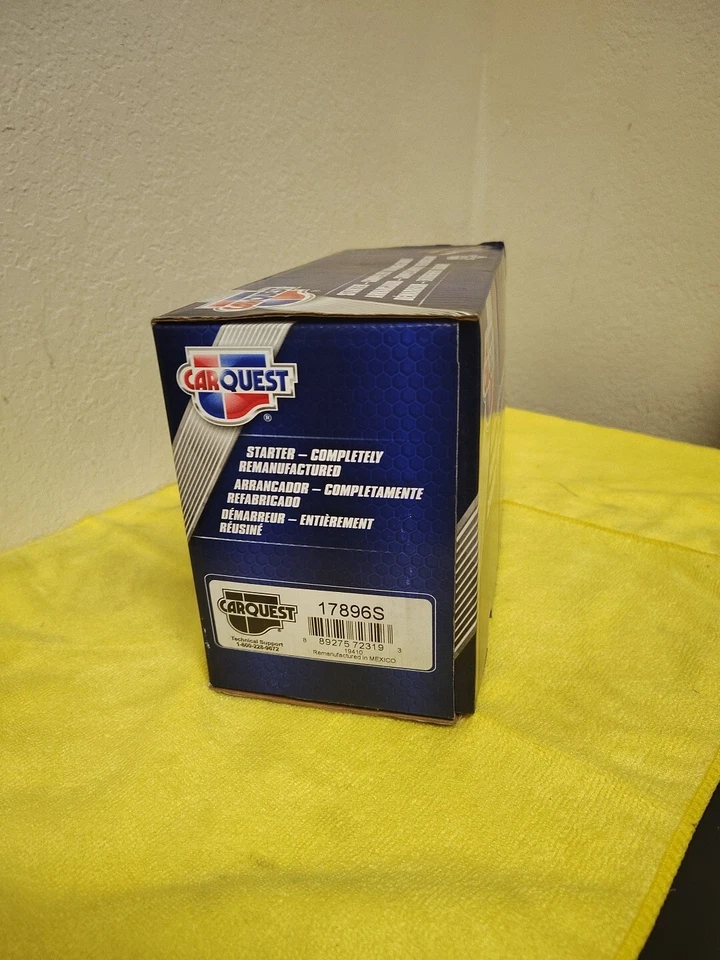 CARQUEST
®
STARTER – COMPLETELY
REMANUFACTURED
ARRANCADOR – COMPLETAMENTE
REFABRICADO
DÉMARREUR – ENTIÈREMENT
RÉUSINÉ
CARQUEST
Technical Support
1-800-228-9672
17896S
8 89275 72319 3
19410
Remanufactured in MEXICO